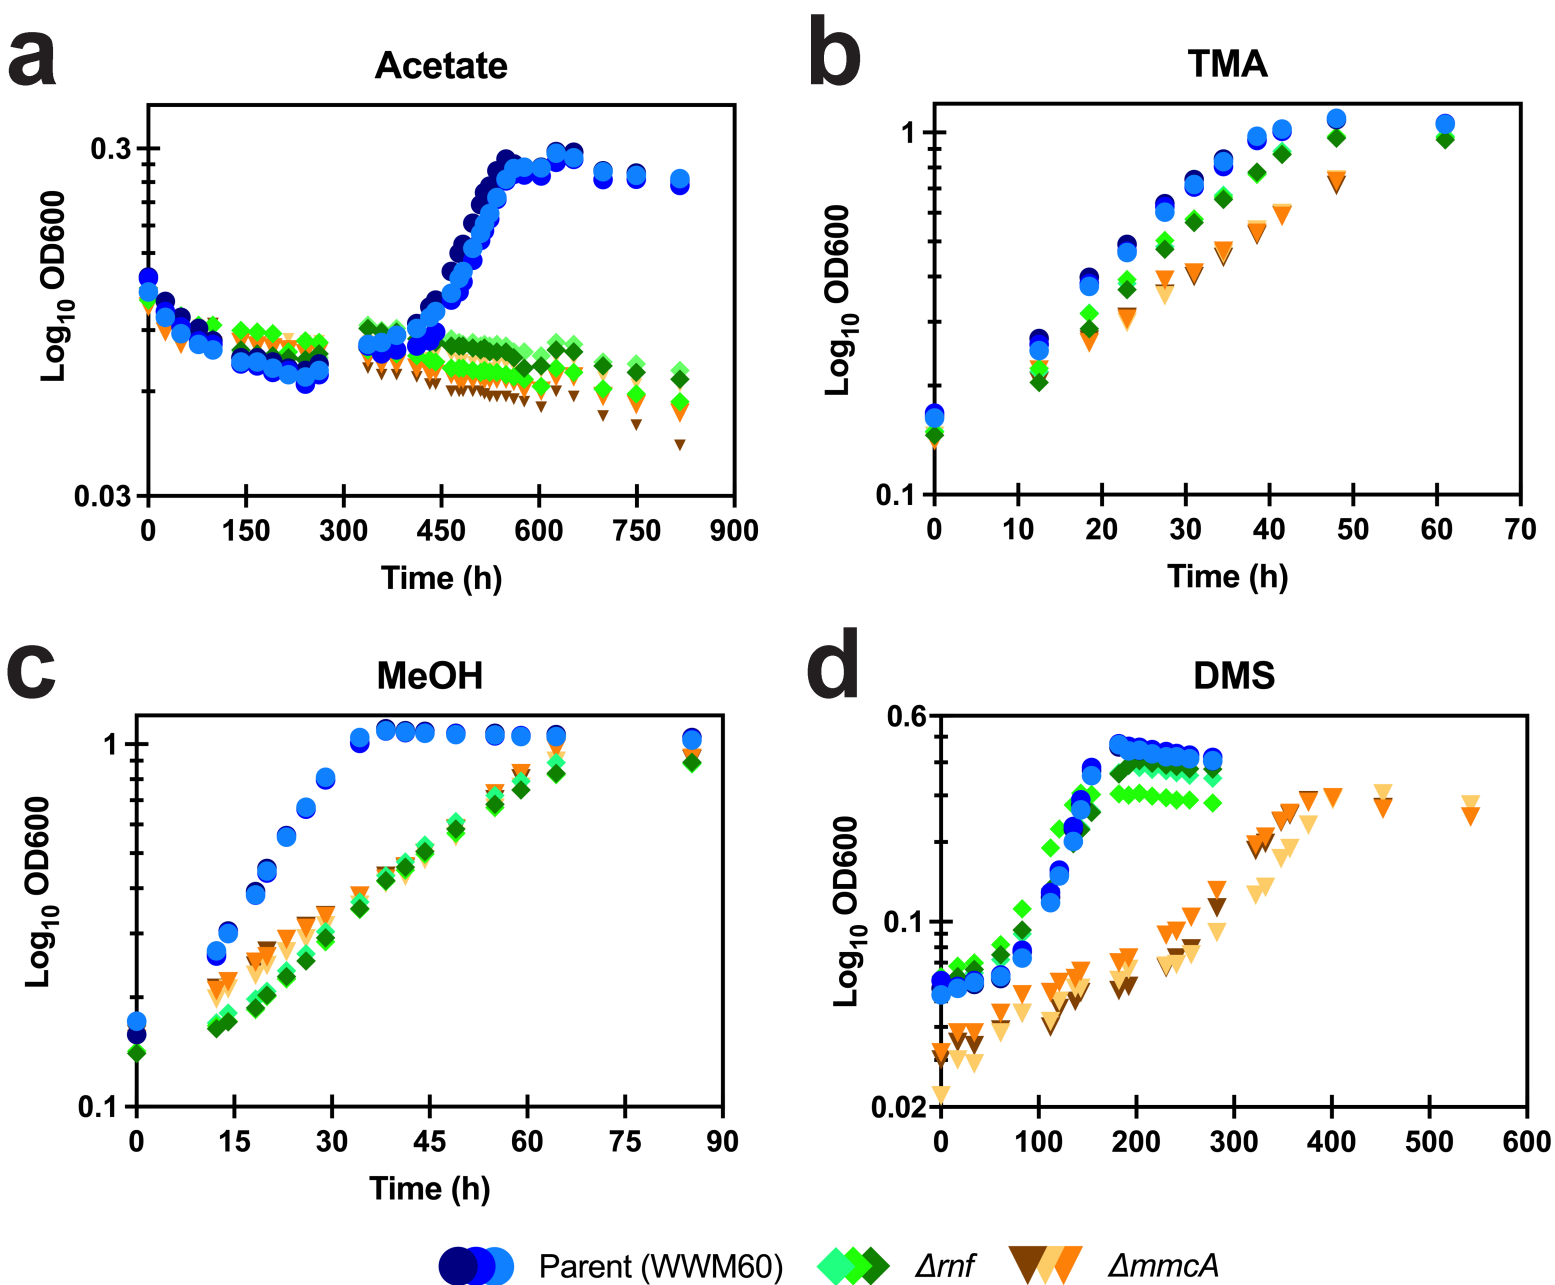 a
Acetate
Log10 OD600
0.3
0.03
0 150 300 450 600 750 900
Time (h)
b
TMA
Log10 OD600
1
0.1
0 10 20 30 40 50 60 70
Time (h)
c
MeOH
Log10 OD600
1
0.1
0 15 30 45 60 75 90
Time (h)
d
DMS
Log10 OD600
0.6
0.1
0.02
0 100 200 300 400 500 600
Parent (WWM60) Δrnf ΔmmcA